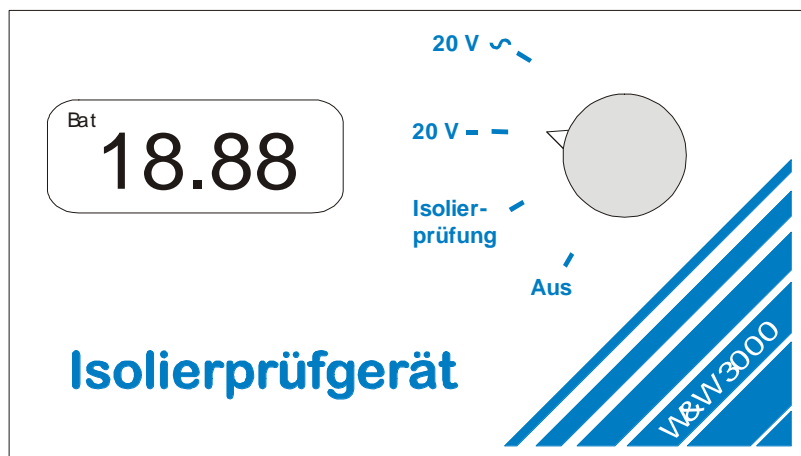 20 V ∿
Bat
18.88
20 V –
Isolier-
prüfung
Aus
Isolierprüfgerät
W&W3000